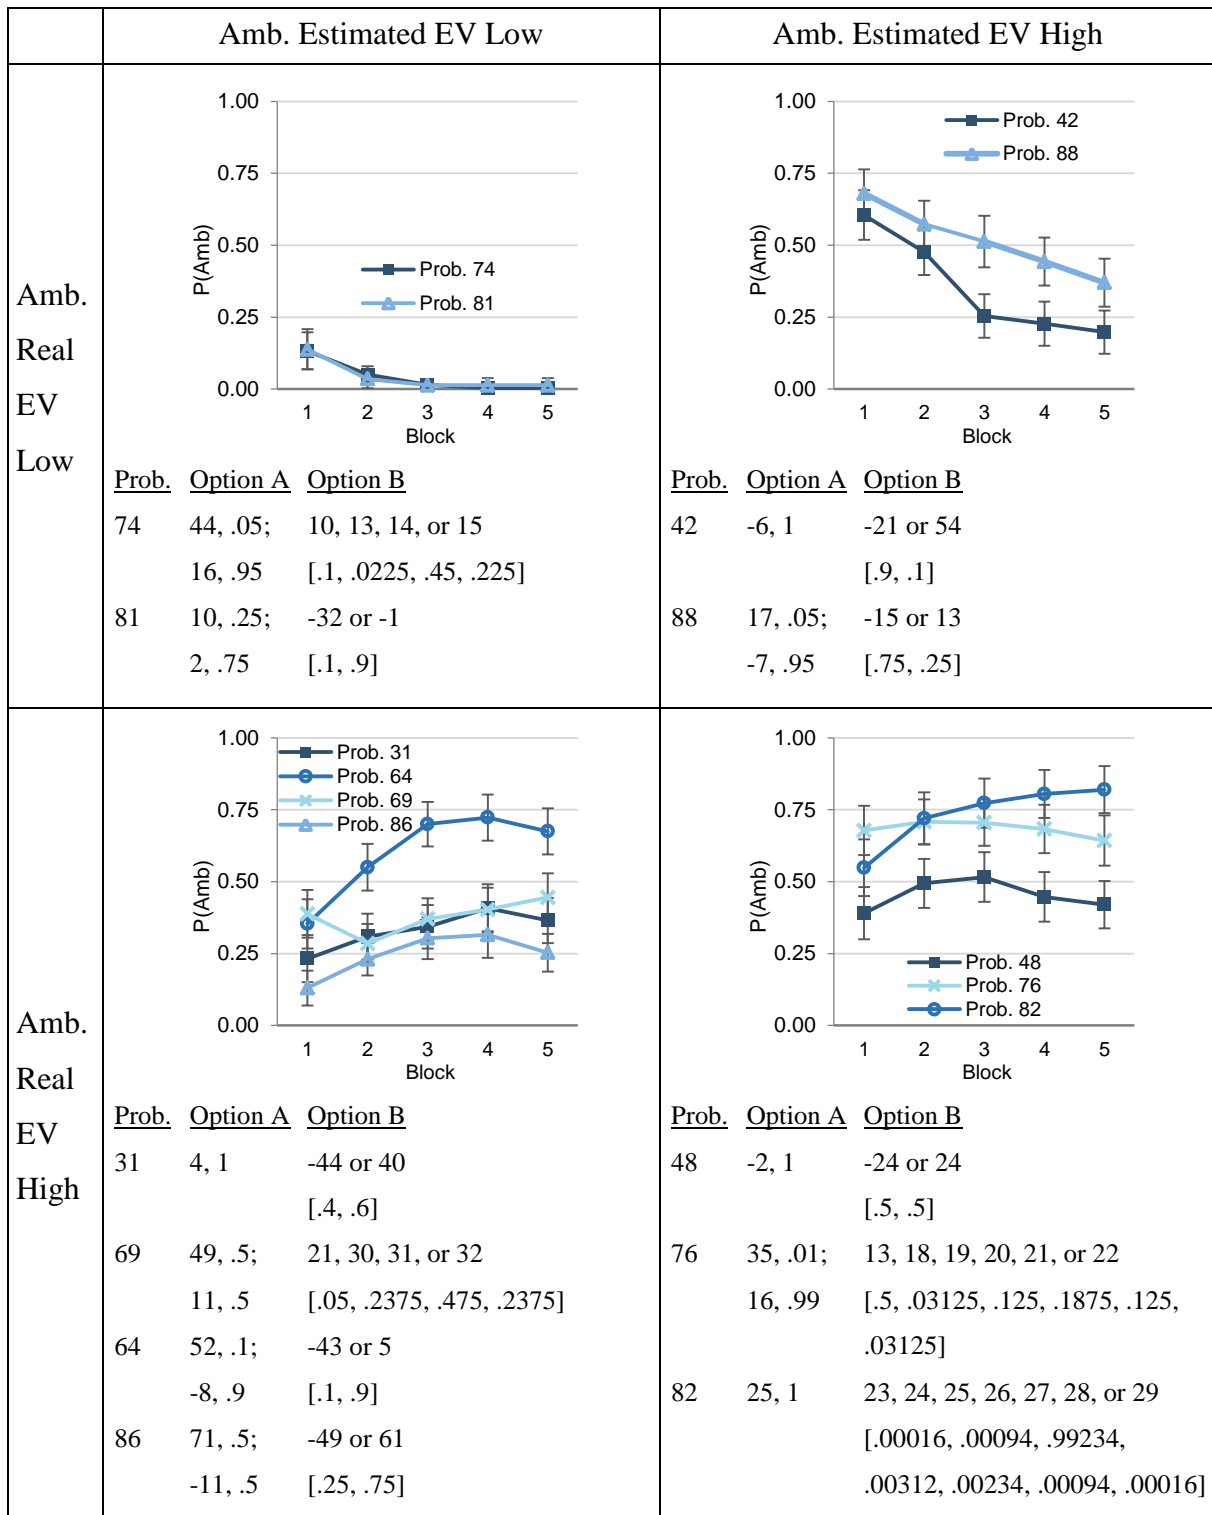 Amb. Estimated EV Low
Amb. Estimated EV High
Amb.
Real
EV
Low
1.00
0.75
0.50
0.25
0.00
P(Amb)
Prob. 74
Prob. 81
1 2 3 4 5
Block
Prob. Option A Option B
74 44, .05; 10, 13, 14, or 15
16, .95 [.1, .0225, .45, .225]
81 10, .25; -32 or -1
2, .75 [.1, .9]
1.00
0.75
0.50
0.25
0.00
P(Amb)
Prob. 42
Prob. 88
1 2 3 4 5
Block
Prob. Option A Option B
42 -6, 1 -21 or 54
[.9, .1]
88 17, .05; -15 or 13
-7, .95 [.75, .25]
Amb.
Real
EV
High
1.00
0.75
0.50
0.25
0.00
P(Amb)
Prob. 31
Prob. 64
Prob. 69
Prob. 86
1 2 3 4 5
Block
Prob. Option A Option B
31 4, 1 -44 or 40
[.4, .6]
69 49, .5; 21, 30, 31, or 32
11, .5 [.05, .2375, .475, .2375]
64 52, .1; -43 or 5
-8, .9 [.1, .9]
86 71, .5; -49 or 61
-11, .5 [.25, .75]
1.00
0.75
0.50
0.25
0.00
P(Amb)
Prob. 48
Prob. 76
Prob. 82
1 2 3 4 5
Block
Prob. Option A Option B
48 -2, 1 -24 or 24
[.5, .5]
76 35, .01; 13, 18, 19, 20, 21, or 22
16, .99 [.5, .03125, .125, .1875, .125,
.03125]
82 25, 1 23, 24, 25, 26, 27, 28, or 29
[.00016, .00094, .99234,
.00312, .00234, .00094, .00016]